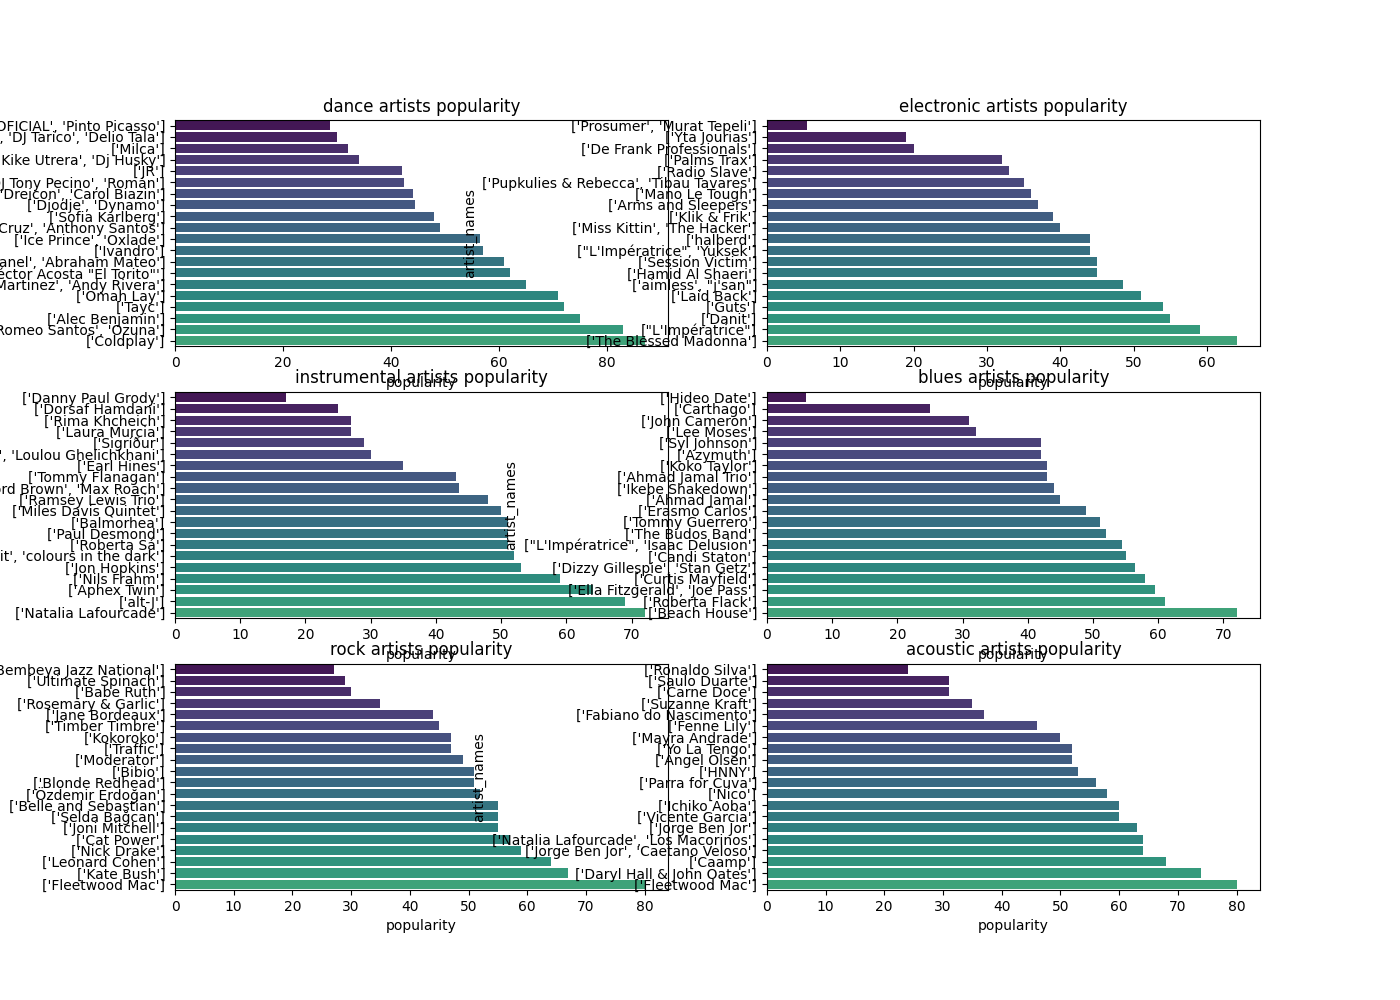 dance artists popularity
OFICIAL', 'Pinto Picasso']
, 'DJ Tarico', 'Delio Tala']
['Milca']
Kike Utrera', 'Dj Husky']
['JR']
J Tony Pecino', 'Roman']
'Dreicon', 'Carol Biazin']
['Djodje', 'Dynamo']
['Sofia Karlberg']
Cruz', 'Anthony Santos']
['Ice Prince', 'Oxlade']
['Ivandro']
anel', 'Abraham Mateo']
éctor Acosta "El Torito"']
Martinez', 'Andy Rivera']
['Omah Lay']
['Tayc']
['Alec Benjamin']
Romeo Santos', 'Ozuna']
['Coldplay']
artist_names
0 20 40 60 80
popularity
electronic artists popularity
['Prosumer', 'Murat Tepeli']
['Yta Jourias']
['De Frank Professionals']
['Palms Trax']
['Radio Slave']
['Pupkulies & Rebecca', 'Tibau Tavares']
['Mano Le Tough']
['Arms and Sleepers']
['Klik & Frik']
['Miss Kittin', 'The Hacker']
['halberd']
["L'Impératrice", 'Yuksek']
['Session Victim']
['Hamid Al Shaeri']
['aimless', "j'san"]
['Laid Back']
['Guts']
['Danit']
["L'Impératrice"]
['The Blessed Madonna']
0 10 20 30 40 50 60
popularity
instrumental artists popularity
['Danny Paul Grody']
['Dorsaf Hamdani']
['Rima Khcheich']
['Laura Murcia']
['Sigríður']
', 'Loulou Ghelichkhani']
['Earl Hines']
['Tommy Flanagan']
ord Brown', 'Max Roach']
['Ramsey Lewis Trio']
['Miles Davis Quintet']
['Balmorhea']
['Paul Desmond']
['Roberta Sá']
it', 'colours in the dark']
['Jon Hopkins']
['Nils Frahm']
['Aphex Twin']
['alt-J']
['Natalia Lafourcade']
artist_names
0 10 20 30 40 50 60 70
popularity
blues artists popularity
['Hideo Date']
['Carthago']
['John Cameron']
['Lee Moses']
['Syl Johnson']
['Azymuth']
['Koko Taylor']
['Ahmad Jamal Trio']
['Ikebe Shakedown']
['Ahmad Jamal']
['Erasmo Carlos']
['Tommy Guerrero']
['The Budos Band']
["L'Impératrice", 'Isaac Delusion']
['Candi Staton']
['Dizzy Gillespie', 'Stan Getz']
['Curtis Mayfield']
['Ella Fitzgerald', 'Joe Pass']
['Roberta Flack']
['Beach House']
0 10 20 30 40 50 60 70
popularity
rock artists popularity
Bembeya Jazz National']
['Ultimate Spinach']
['Babe Ruth']
['Rosemary & Garlic']
['Jane Bordeaux']
['Timber Timbre']
['Kokoroko']
['Traffic']
['Moderator']
['Bibio']
['Blonde Redhead']
['Özdemir Erdoğan']
['Belle and Sebastian']
['Selda Bağcan']
['Joni Mitchell']
['Cat Power']
['Nick Drake']
['Leonard Cohen']
['Kate Bush']
['Fleetwood Mac']
artist_names
0 10 20 30 40 50 60 70 80
popularity
acoustic artists popularity
['Ronaldo Silva']
['Saulo Duarte']
['Carne Doce']
['Suzanne Kraft']
['Fabiano do Nascimento']
['Fenne Lily']
['Mayra Andrade']
['Yo La Tengo']
['Angel Olsen']
['HNNY']
['Parra for Cuva']
['Nico']
['Ichiko Aoba']
['Vicente Garcia']
['Jorge Ben Jor']
['Natalia Lafourcade', 'Los Macorinos']
['Jorge Ben Jor', 'Caetano Veloso']
['Caamp']
['Daryl Hall & John Oates']
['Fleetwood Mac']
0 10 20 30 40 50 60 70 80
popularity